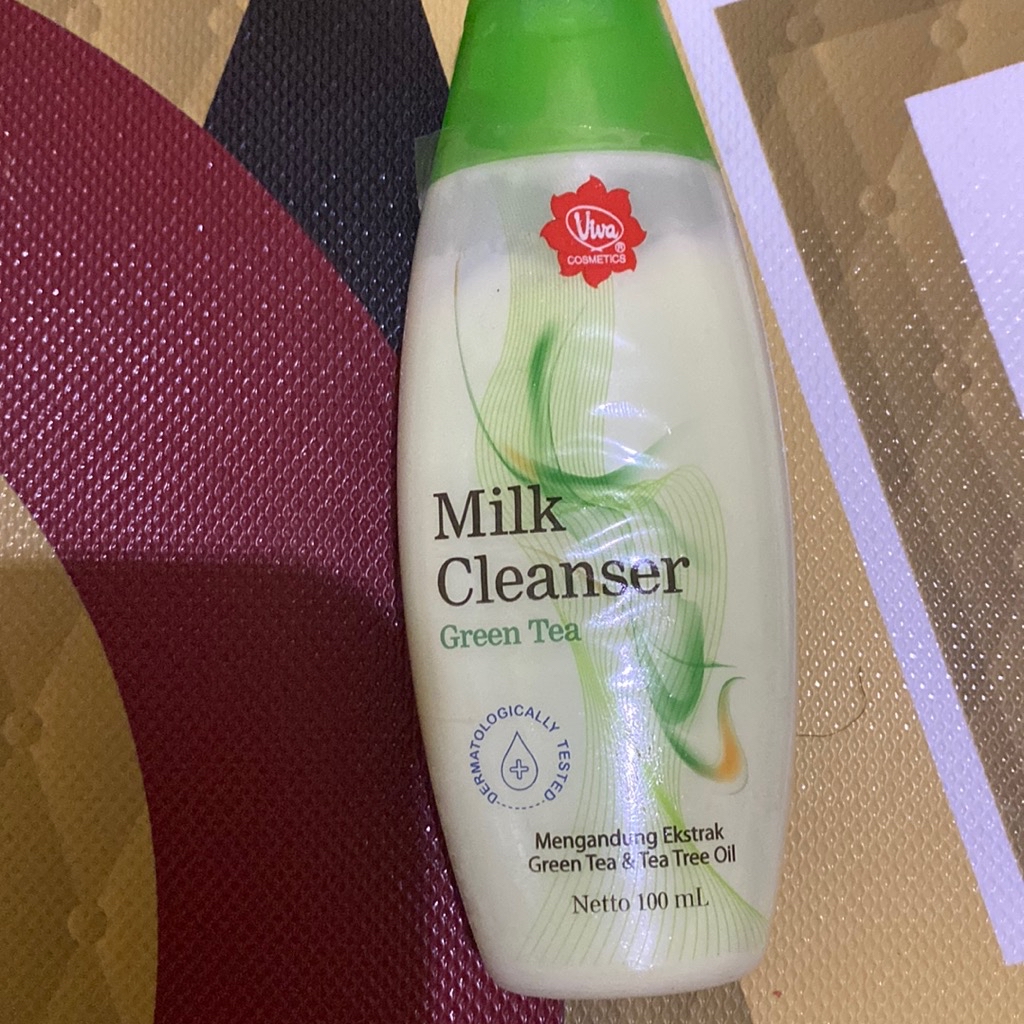 Viva®
COSMETICS
Milk
Cleanser
Green Tea
DERMATOLOGICALLY TESTED
Mengandung Ekstrak
Green Tea & Tea Tree Oil
Netto 100 mL